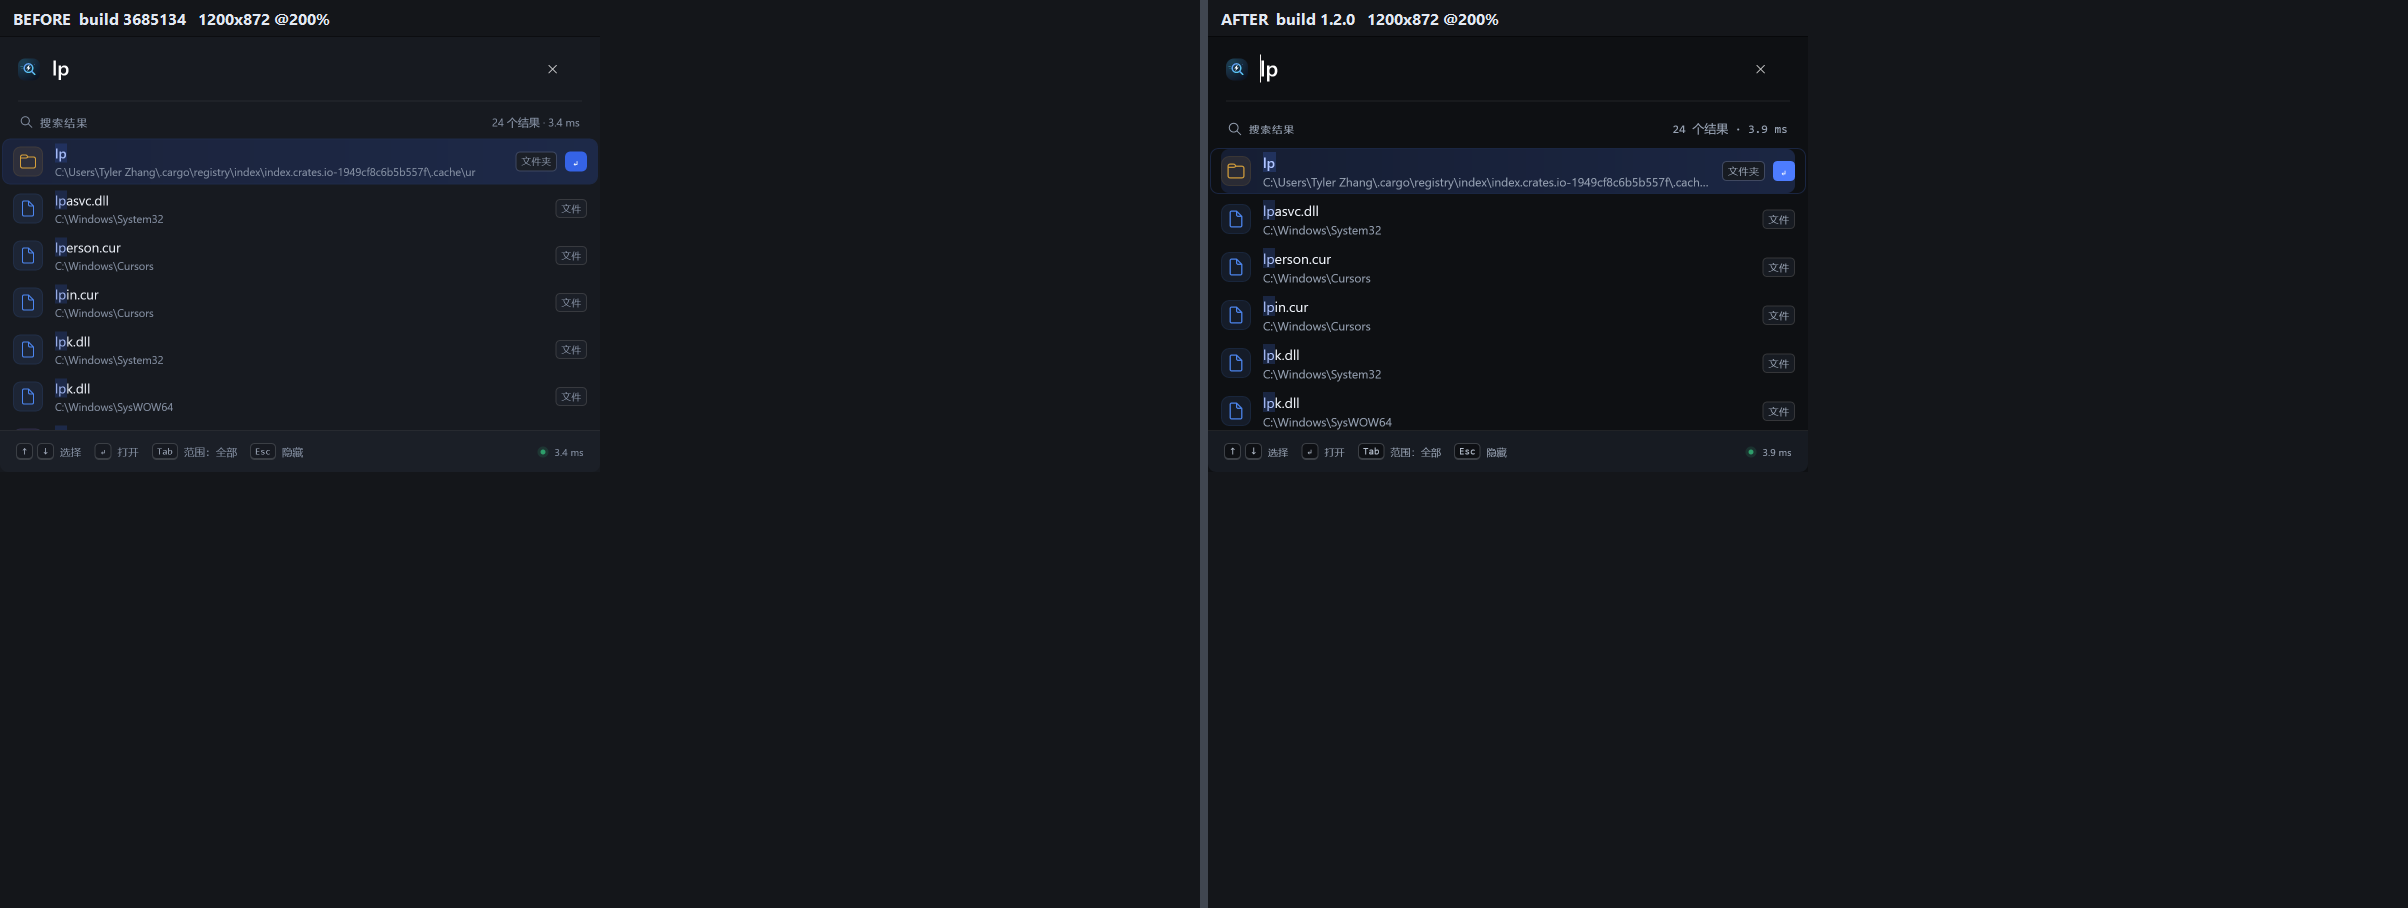 BEFORE build 3685134 1200x872 @200%
lp
搜索结果
24 个结果 · 3.4 ms
lp
C:\Users\Tyler Zhang\.cargo\registry\index\index.crates.io-1949cf8c6b5b557f\.cache\ur
文件夹
lpasvc.dll
C:\Windows\System32
文件
lperson.cur
C:\Windows\Cursors
文件
lpin.cur
C:\Windows\Cursors
文件
lpk.dll
C:\Windows\System32
文件
lpk.dll
C:\Windows\SysWOW64
文件
↑ ↓ 选择 ↲ 打开 Tab 范围：全部 Esc 隐藏
3.4 ms
AFTER build 1.2.0 1200x872 @200%
lp
搜索结果
24 个结果 · 3.9 ms
lp
C:\Users\Tyler Zhang\.cargo\registry\index\index.crates.io-1949cf8c6b5b557f\.cach...
文件夹
lpasvc.dll
C:\Windows\System32
文件
lperson.cur
C:\Windows\Cursors
文件
lpin.cur
C:\Windows\Cursors
文件
lpk.dll
C:\Windows\System32
文件
lpk.dll
C:\Windows\SysWOW64
文件
↑ ↓ 选择 ↲ 打开 Tab 范围：全部 Esc 隐藏
3.9 ms